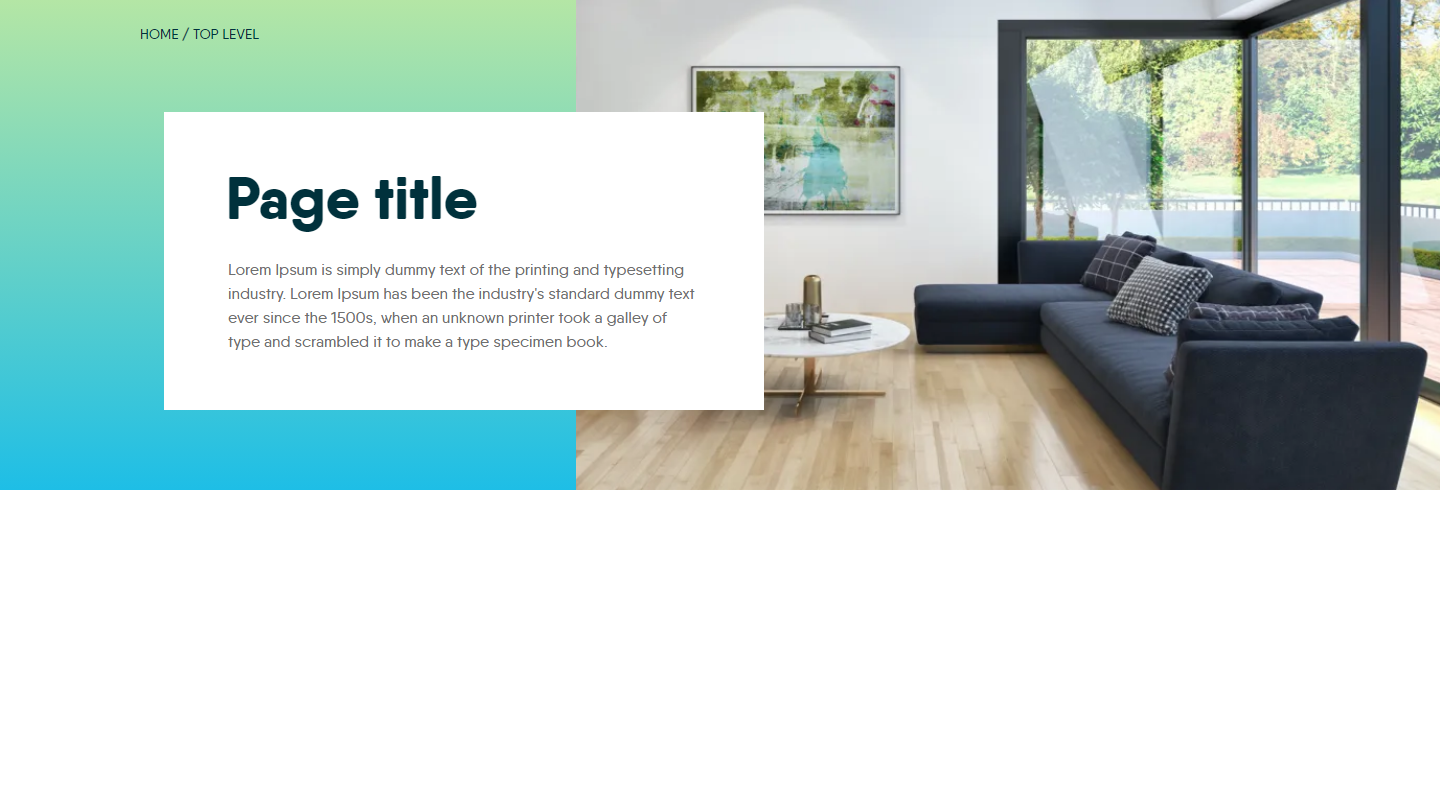 HOME / TOP LEVEL
Page title
Lorem Ipsum is simply dummy text of the printing and typesetting
industry. Lorem Ipsum has been the industry's standard dummy text
ever since the 1500s, when an unknown printer took a galley of
type and scrambled it to make a type specimen book.